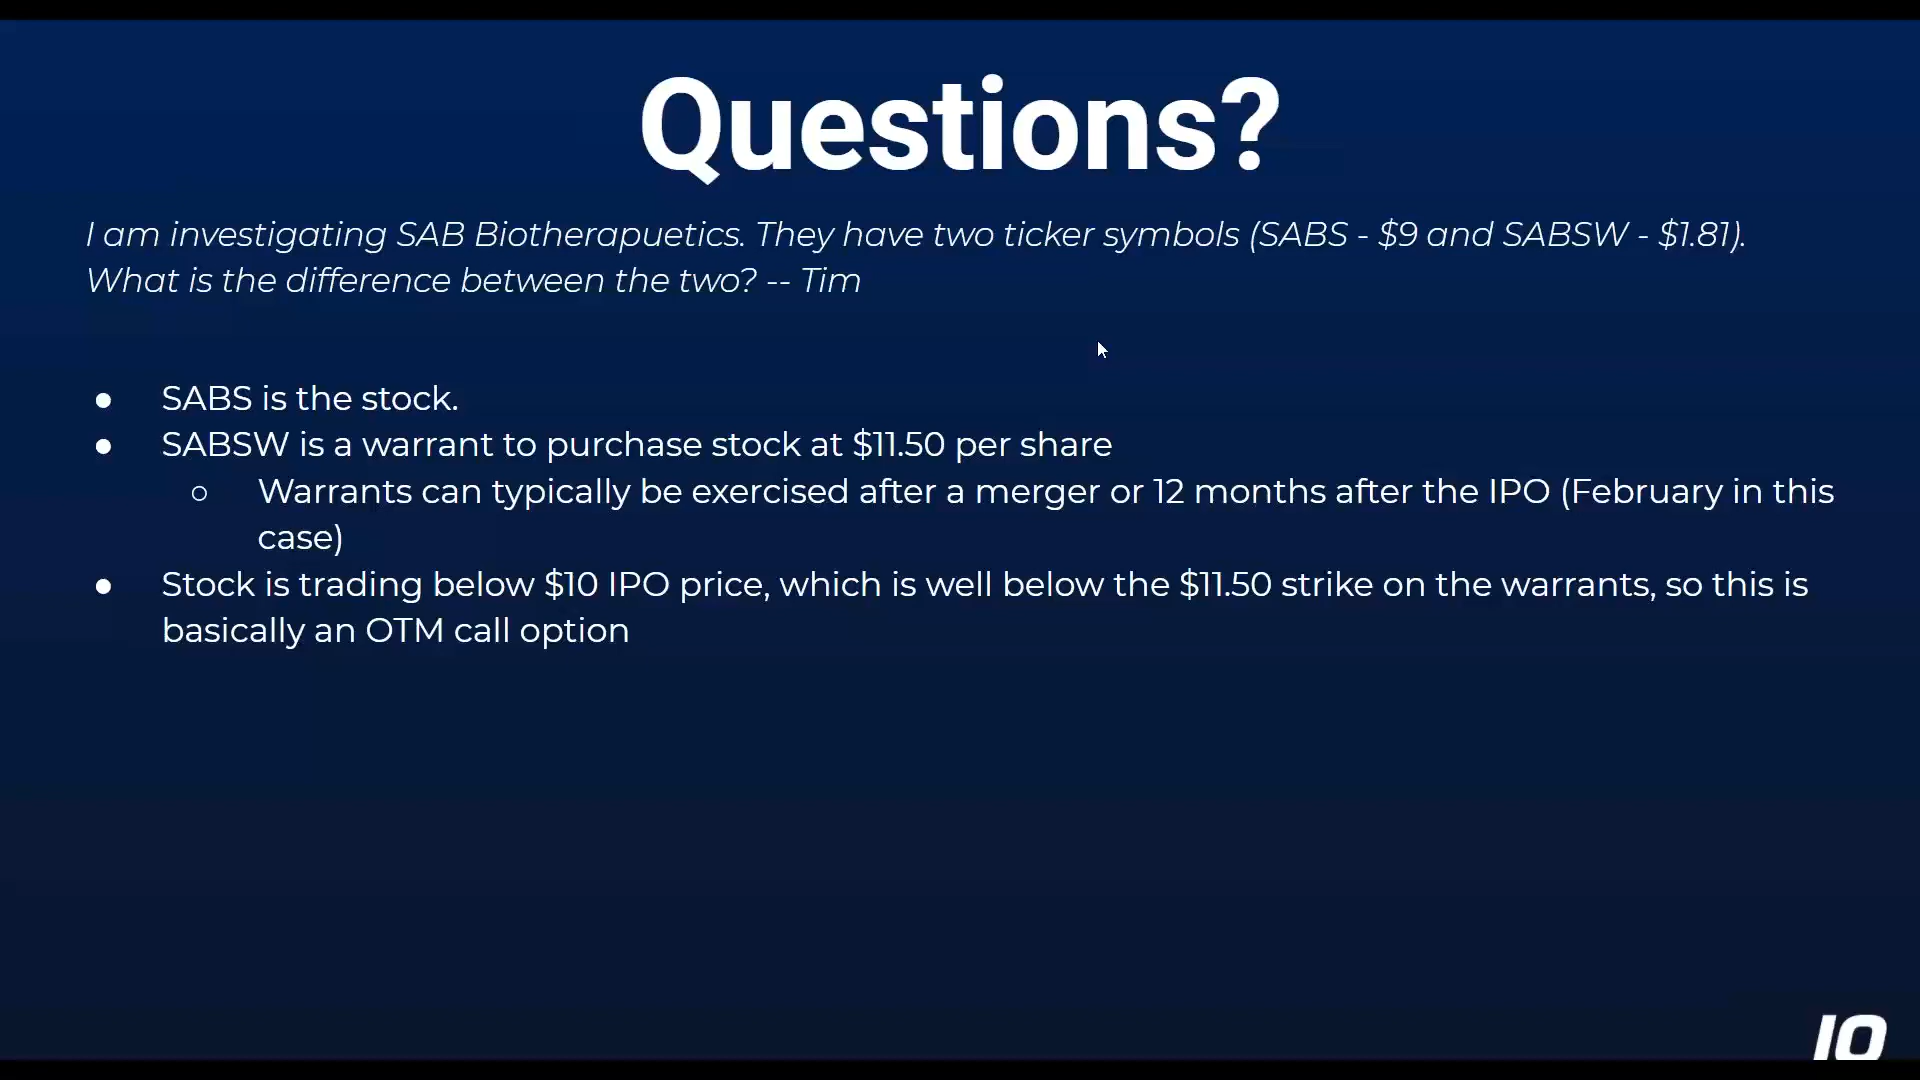 Questions?
I am investigating SAB Biotherapuetics. They have two ticker symbols (SABS - $9 and SABSW - $1.81).
What is the difference between the two? -- Tim
● SABS is the stock.
● SABSW is a warrant to purchase stock at $11.50 per share
○ Warrants can typically be exercised after a merger or 12 months after the IPO (February in this
case)
● Stock is trading below $10 IPO price, which is well below the $11.50 strike on the warrants, so this is
basically an OTM call option
10